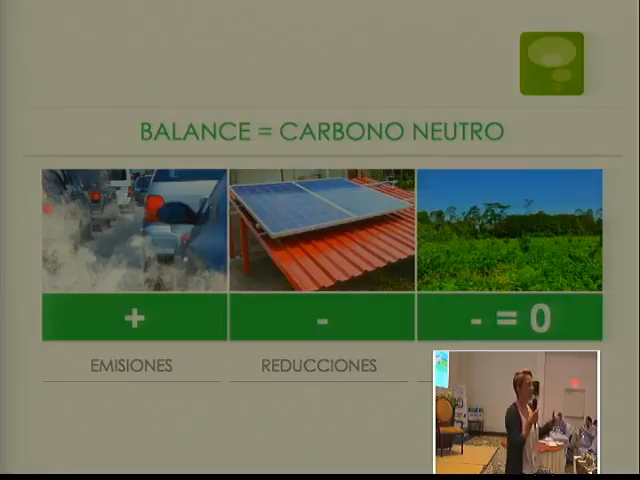 BALANCE = CARBONO NEUTRO
+
-
- = 0
EMISIONES
REDUCCIONES